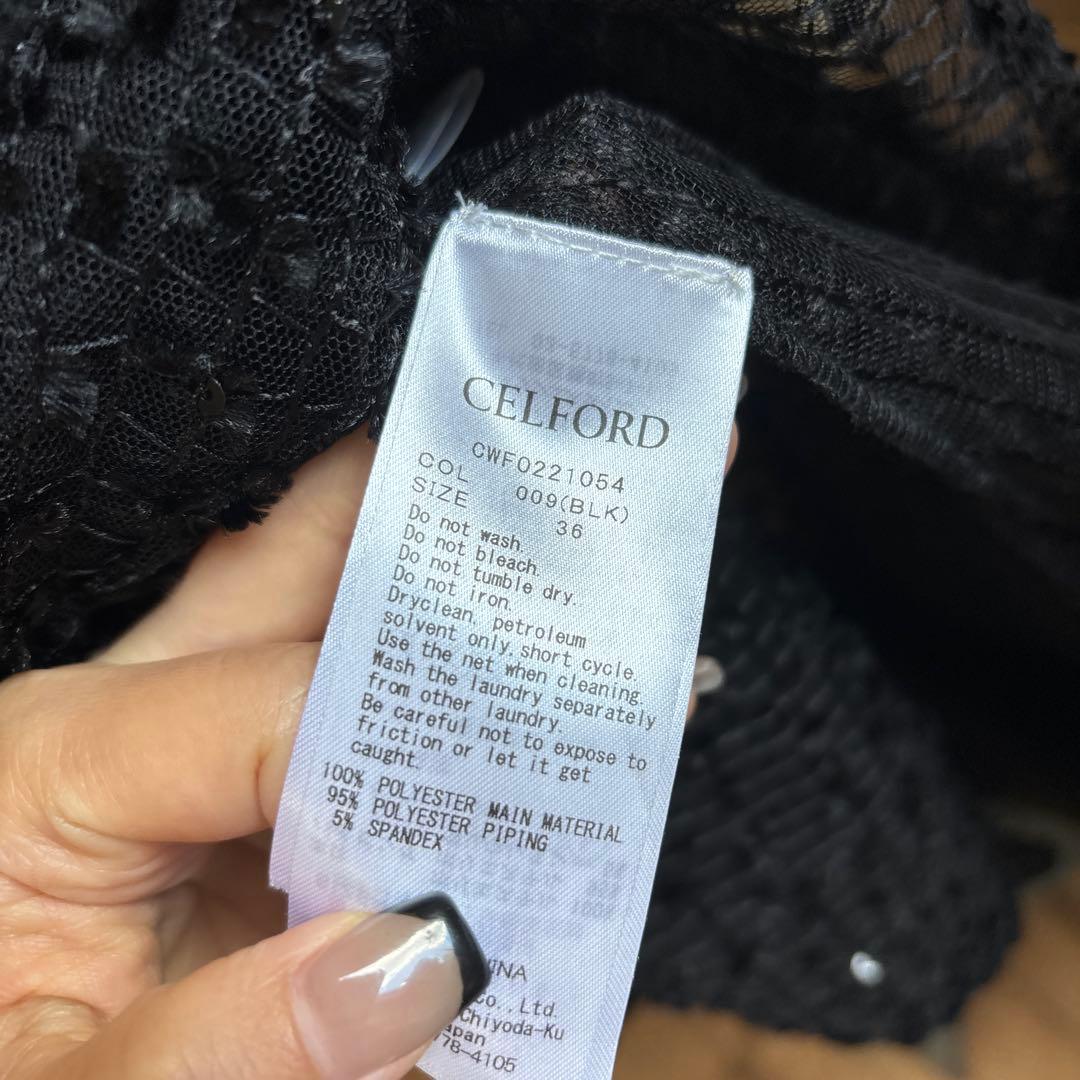 CELFORD
CWF0221054
COL 009(BLK)
SIZE 36
Do not wash.
Do not bleach.
Do not tumble dry.
Do not iron.
Dryclean, petroleum
solvent only,short cycle.
Use the net when cleaning.
Wash the laundry separately
from other laundry.
Be careful not to expose to
friction or let it get
caught.
100% POLYESTER MAIN MATERIAL
95% POLYESTER PIPING
5% SPANDEX
Co.,Ltd.
Chiyoda-Ku
78-4105